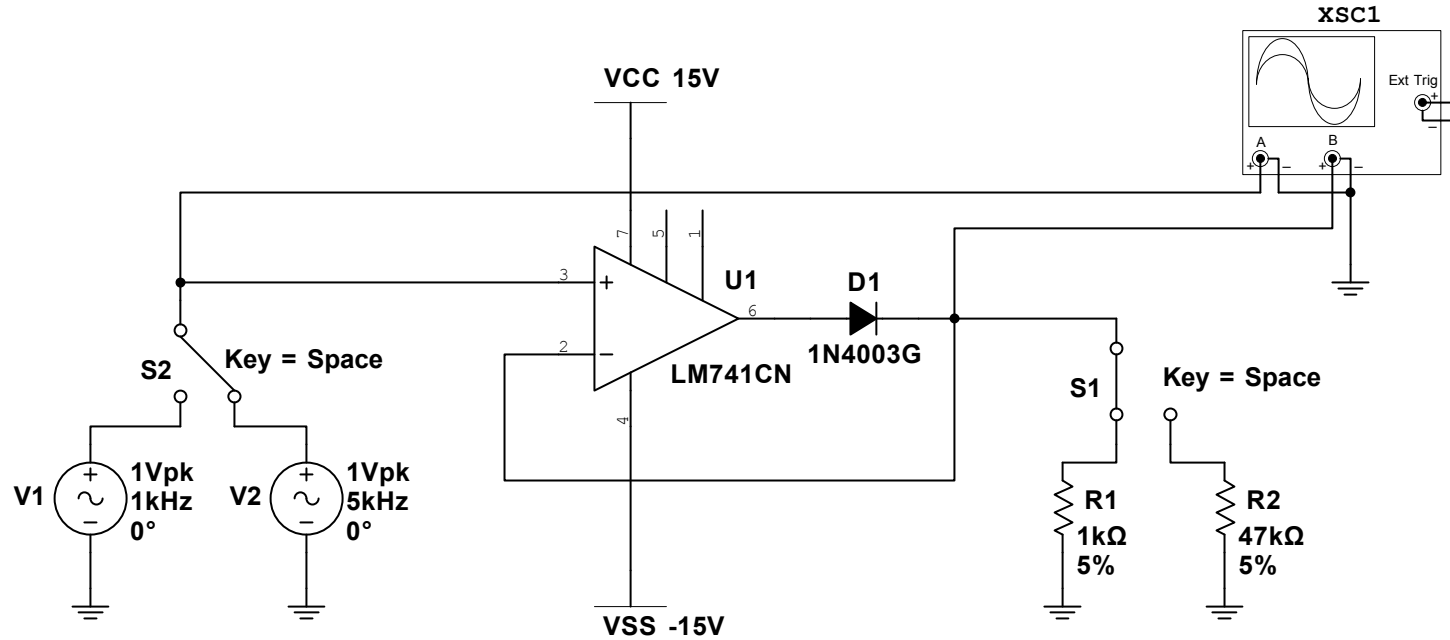 XSC1
VCC 15V
Ext Trig
+
−
A
B
+ − + −
7
5
1
3
+
U1
D1
6
2
−
1N4003G
LM741CN
Key = Space
S2
Key = Space
S1
4
+
1Vpk
V1
1kHz
−
0°
+
1Vpk
V2
5kHz
−
0°
R1
1kΩ
5%
R2
47kΩ
5%
VSS -15V